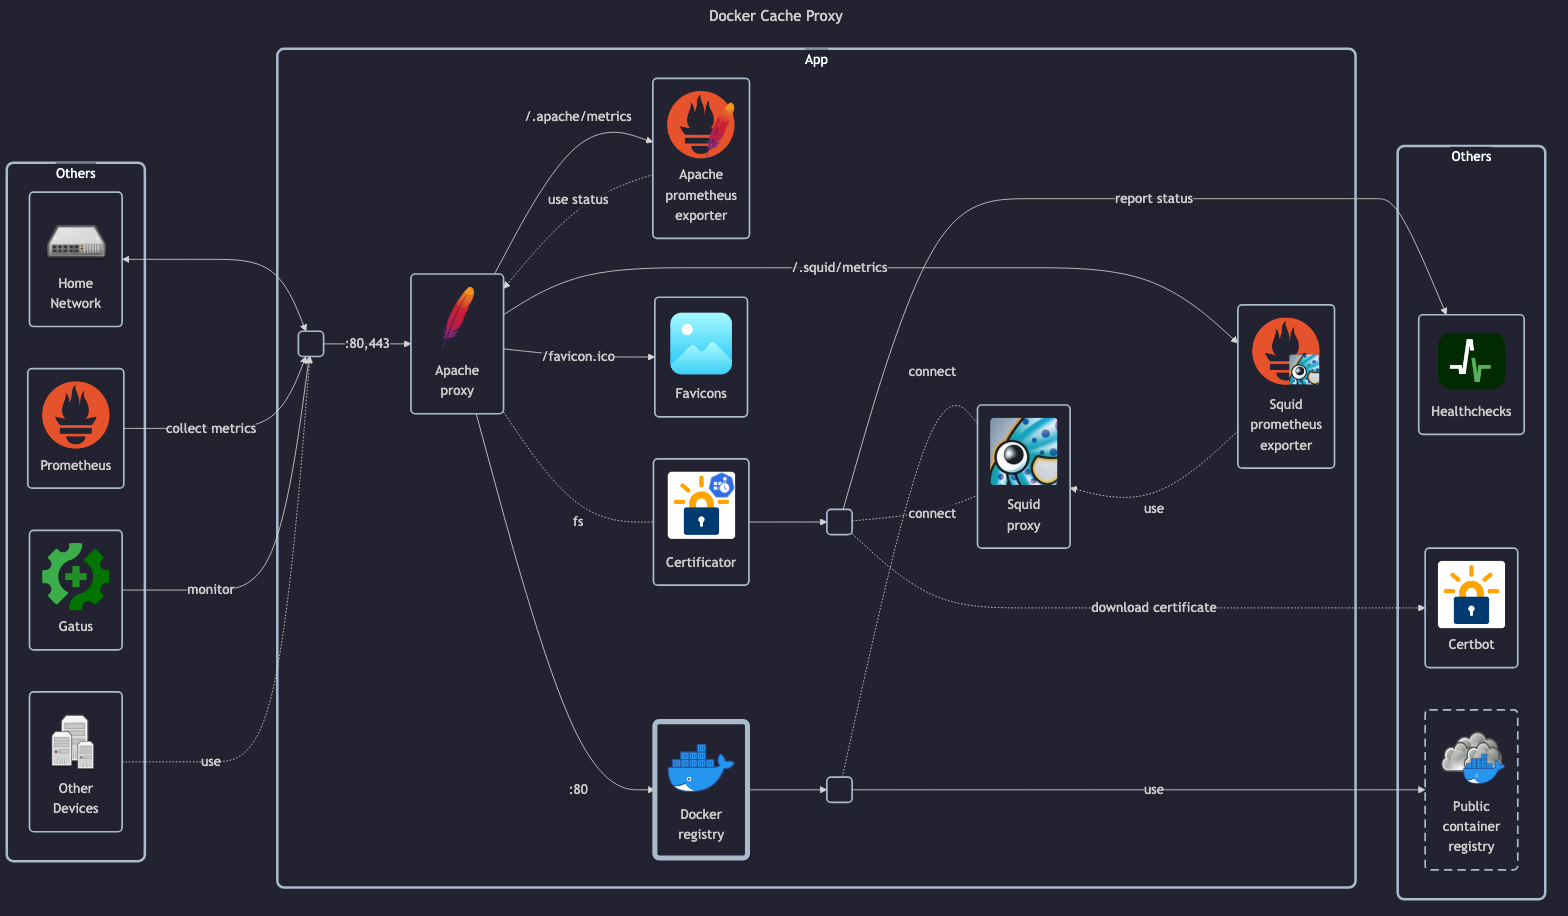 Docker Cache Proxy
App
Others
Home
Network
Prometheus
Gatus
Other
Devices
collect metrics
monitor
use
:80,443
Apache
proxy
/.apache/metrics
use status
Apache
prometheus
exporter
/.squid/metrics
/favicon.ico
Favicons
fs
Certificator
:80
Docker
registry
connect
connect
Squid
proxy
use
Squid
prometheus
exporter
report status
download certificate
use
Others
Healthchecks
Certbot
Public
container
registry